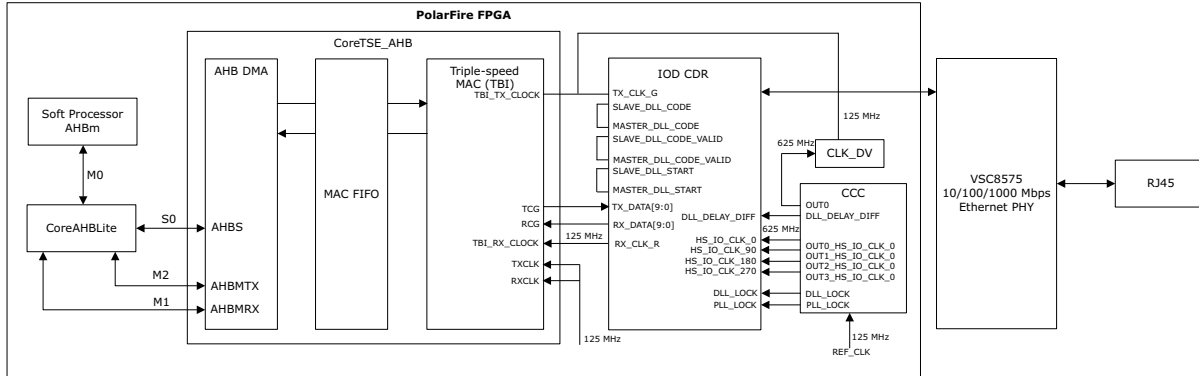 PolarFire FPGA
CoreTSE_AHB
Soft Processor
AHBm
M0
CoreAHBLite
S0
M2
M1
AHB DMA
AHBS
AHBMTX
AHBMRX
MAC FIFO
Triple-speed
MAC (TBI)
TBI_TX_CLOCK
TCG
RCG
TBI_RX_CLOCK
TXCLK
RXCLK
125 MHz
125 MHz
IOD CDR
TX_CLK_G
SLAVE_DLL_CODE
MASTER_DLL_CODE
SLAVE_DLL_CODE_VALID
MASTER_DLL_CODE_VALID
SLAVE_DLL_START
MASTER_DLL_START
TX_DATA[9:0]
RX_DATA[9:0]
RX_CLK_R
DLL_DELAY_DIFF
HS_IO_CLK_0
HS_IO_CLK_90
HS_IO_CLK_180
HS_IO_CLK_270
DLL_LOCK
PLL_LOCK
125 MHz
625 MHz
CLK_DV
625 MHz
CCC
OUT0
DLL_DELAY_DIFF
OUT0_HS_IO_CLK_0
OUT1_HS_IO_CLK_0
OUT2_HS_IO_CLK_0
OUT3_HS_IO_CLK_0
DLL_LOCK
PLL_LOCK
125 MHz
REF_CLK
VSC8575
10/100/1000 Mbps
Ethernet PHY
RJ45